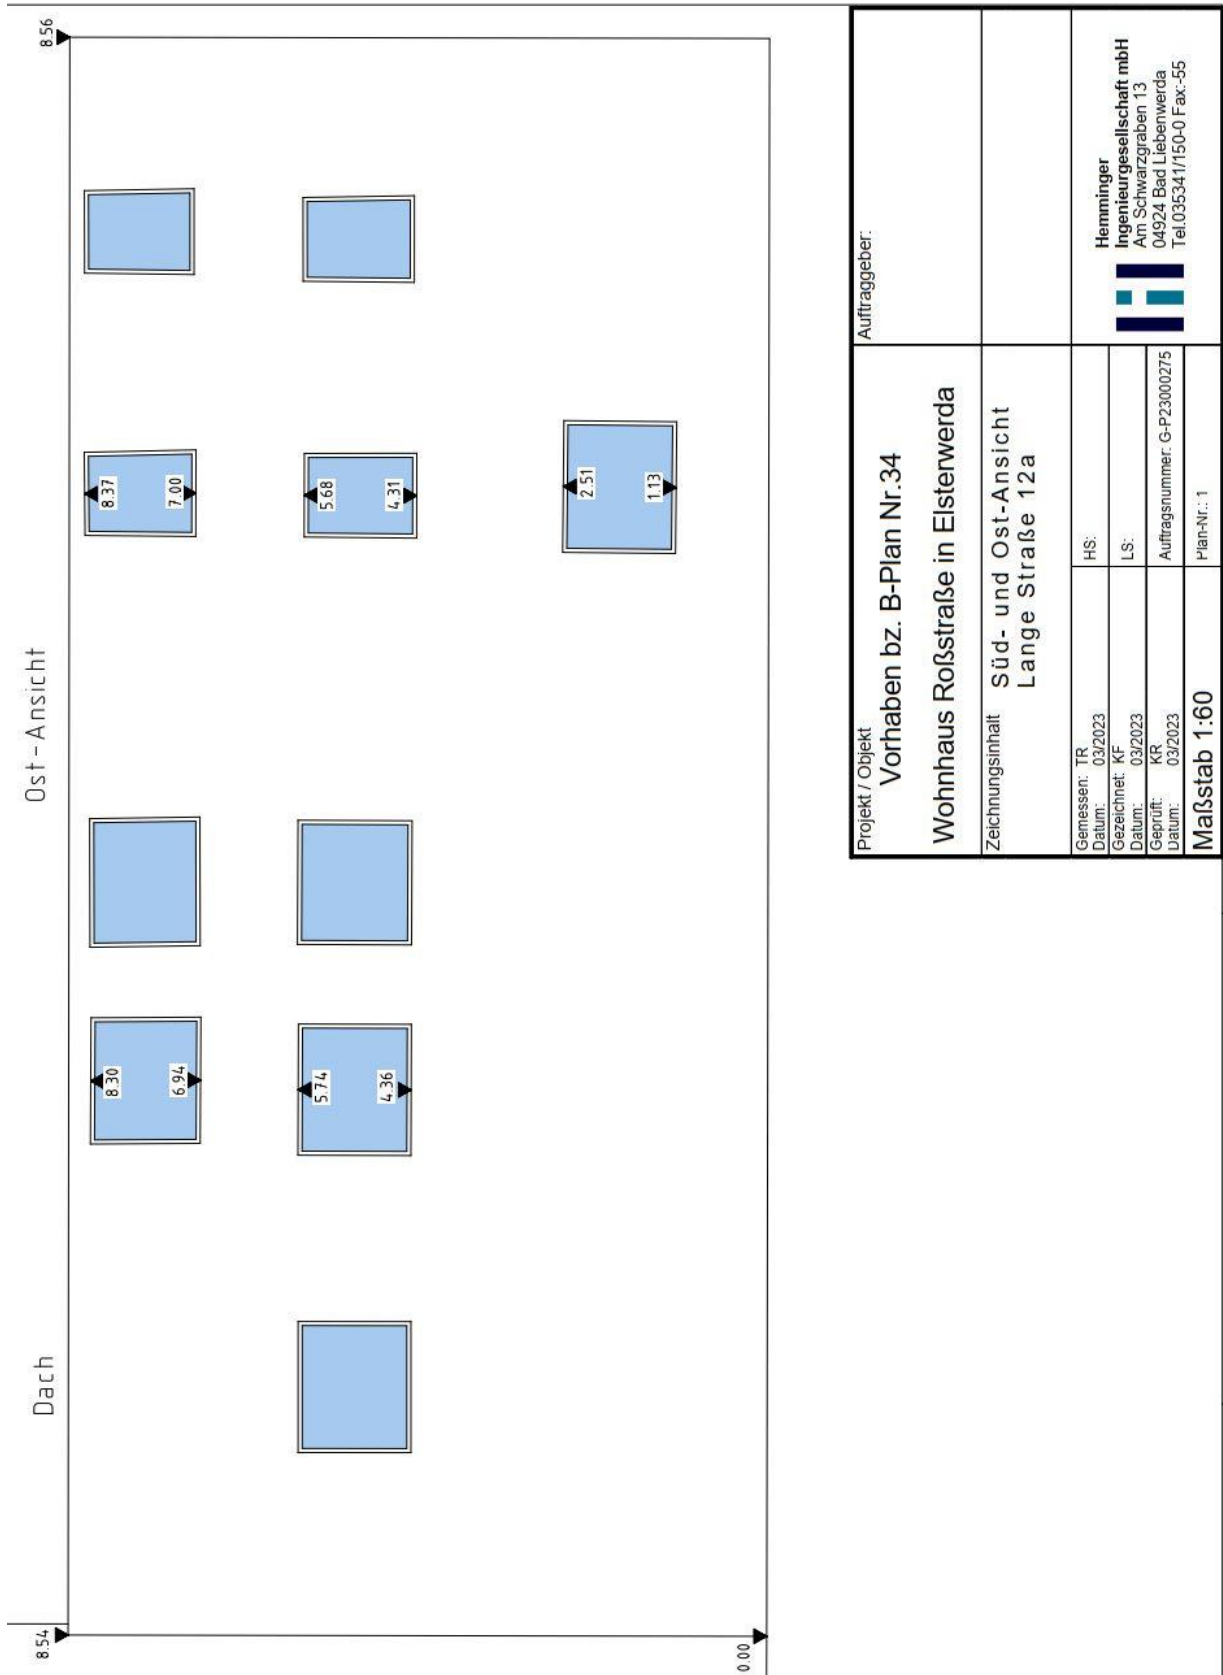 Ost-Ansicht
Dach
8.54
8.56
8.30
6.94
8.37
7.00
5.74
4.36
5.68
4.31
2.51
1.13
0.00
Projekt / Objekt
Vorhaben bz. B-Plan Nr.34
Wohnhaus Roßstraße in Elsterwerda
Auftraggeber:
Zeichnungsinhalt
Süd- und Ost-Ansicht
Lange Straße 12a
Gemessen: TR
Datum: 03/2023
HS:
Gezeichnet: KF
Datum: 03/2023
LS:
Geprüft: KR
Datum: 03/2023
Auftragsnummer: G-P23000275
Maßstab 1:60
Plan-Nr.: 1
Hemminger
Ingenieurgesellschaft mbH
Am Schwarzgraben 13
04924 Bad Liebenwerda
Tel.035341/150-0 Fax:-55